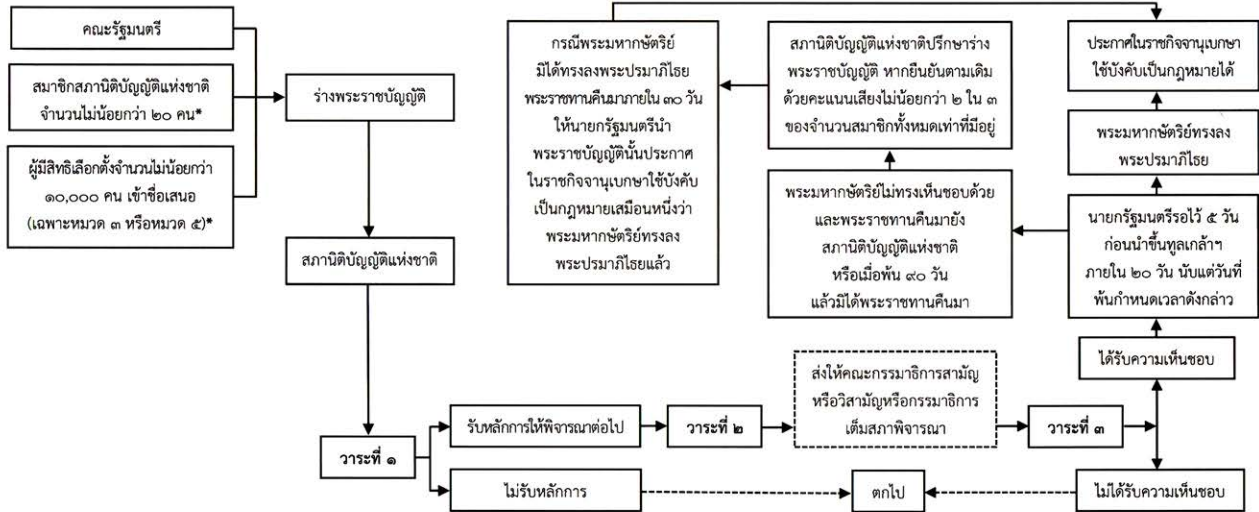 คณะรัฐมนตรี
สมาชิกสภานิติบัญญัติแห่งชาติ
จำนวนไม่น้อยกว่า ๒๐ คน*
ผู้มีสิทธิเลือกตั้งจำนวนไม่น้อยกว่า
๑๐,๐๐๐ คน เข้าชื่อเสนอ
(เฉพาะหมวด ๓ หรือหมวด ๕)*
ร่างพระราชบัญญัติ
สภานิติบัญญัติแห่งชาติ
วาระที่ ๑
รับหลักการให้พิจารณาต่อไป
ไม่รับหลักการ
วาระที่ ๒
ส่งให้คณะกรรมาธิการสามัญ
หรือวิสามัญหรือกรรมาธิการ
เต็มสภาพิจารณา
วาระที่ ๓
ตกไป
ไม่ได้รับความเห็นชอบ
ได้รับความเห็นชอบ
นายกรัฐมนตรีรอไว้ ๕ วัน
ก่อนนำขึ้นทูลเกล้าฯ
ภายใน ๒๐ วัน นับแต่วันที่
พ้นกำหนดเวลาดังกล่าว
พระมหากษัตริย์ทรงลง
พระปรมาภิไธย
ประกาศในราชกิจจานุเบกษา
ใช้บังคับเป็นกฎหมายได้
พระมหากษัตริย์ไม่ทรงเห็นชอบด้วย
และพระราชทานคืนมายัง
สภานิติบัญญัติแห่งชาติ
หรือเมื่อพ้น ๙๐ วัน
แล้วมิได้พระราชทานคืนมา
สภานิติบัญญัติแห่งชาติปรึกษาร่าง
พระราชบัญญัติ หากยืนยันตามเดิม
ด้วยคะแนนเสียงไม่น้อยกว่า ๒ ใน ๓
ของจำนวนสมาชิกทั้งหมดเท่าที่มีอยู่
กรณีพระมหากษัตริย์
มิได้ทรงลงพระปรมาภิไธย
พระราชทานคืนมาภายใน ๓๐ วัน
ให้นายกรัฐมนตรีนำ
พระราชบัญญัตินั้นประกาศ
ในราชกิจจานุเบกษาใช้บังคับ
เป็นกฎหมายเสมือนหนึ่งว่า
พระมหากษัตริย์ทรงลง
พระปรมาภิไธยแล้ว